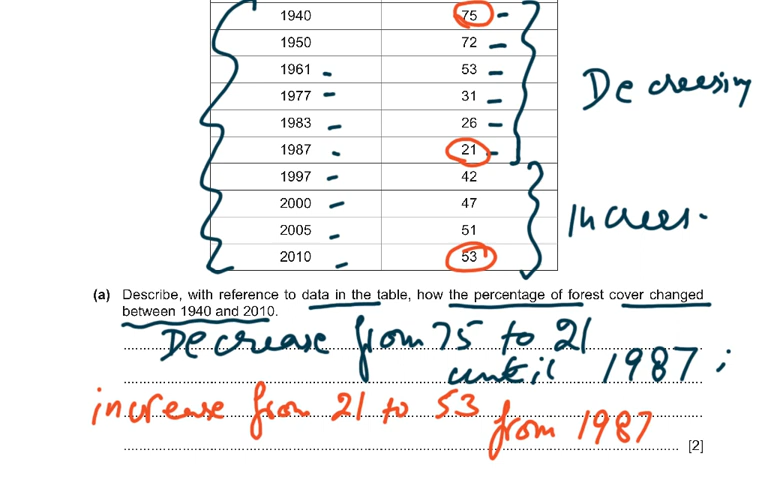 1940 75
1950 72
1961 53
1977 31
1983 26
1987 21
1997 42
2000 47
2005 51
2010 53
Decreesing
Increes.
(a) Describe, with reference to data in the table, how the percentage of forest cover changed
between 1940 and 2010.
Decrease from 75 to 21
until 1987 ;
increase from 21 to 53
from 1987
[2]